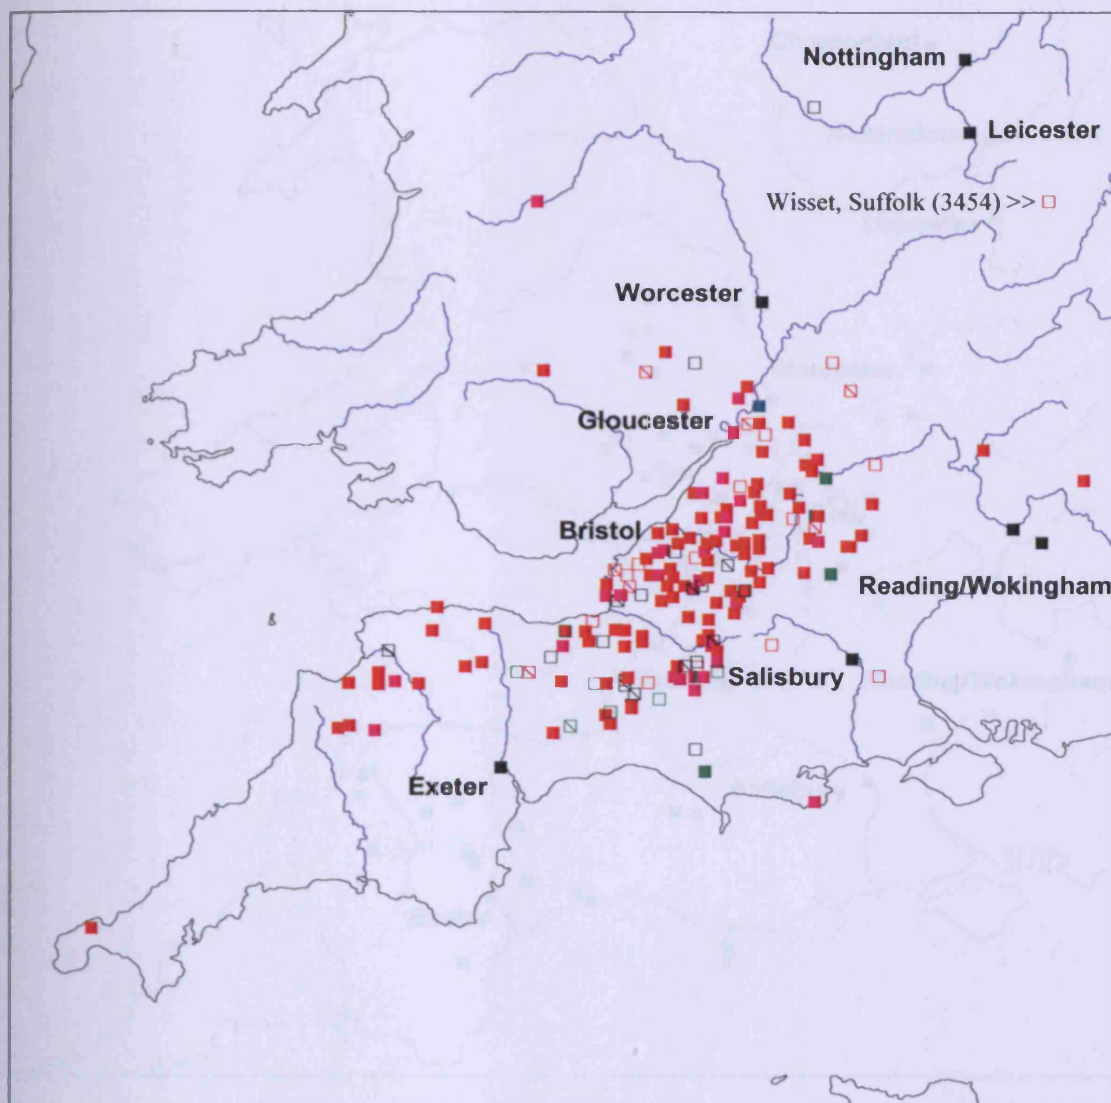 Nottingham
Leicester
Wisset, Suffolk (3454) >>
Worcester
Gloucester
Bristol
Reading/Wokingham
Salisbury
Exeter